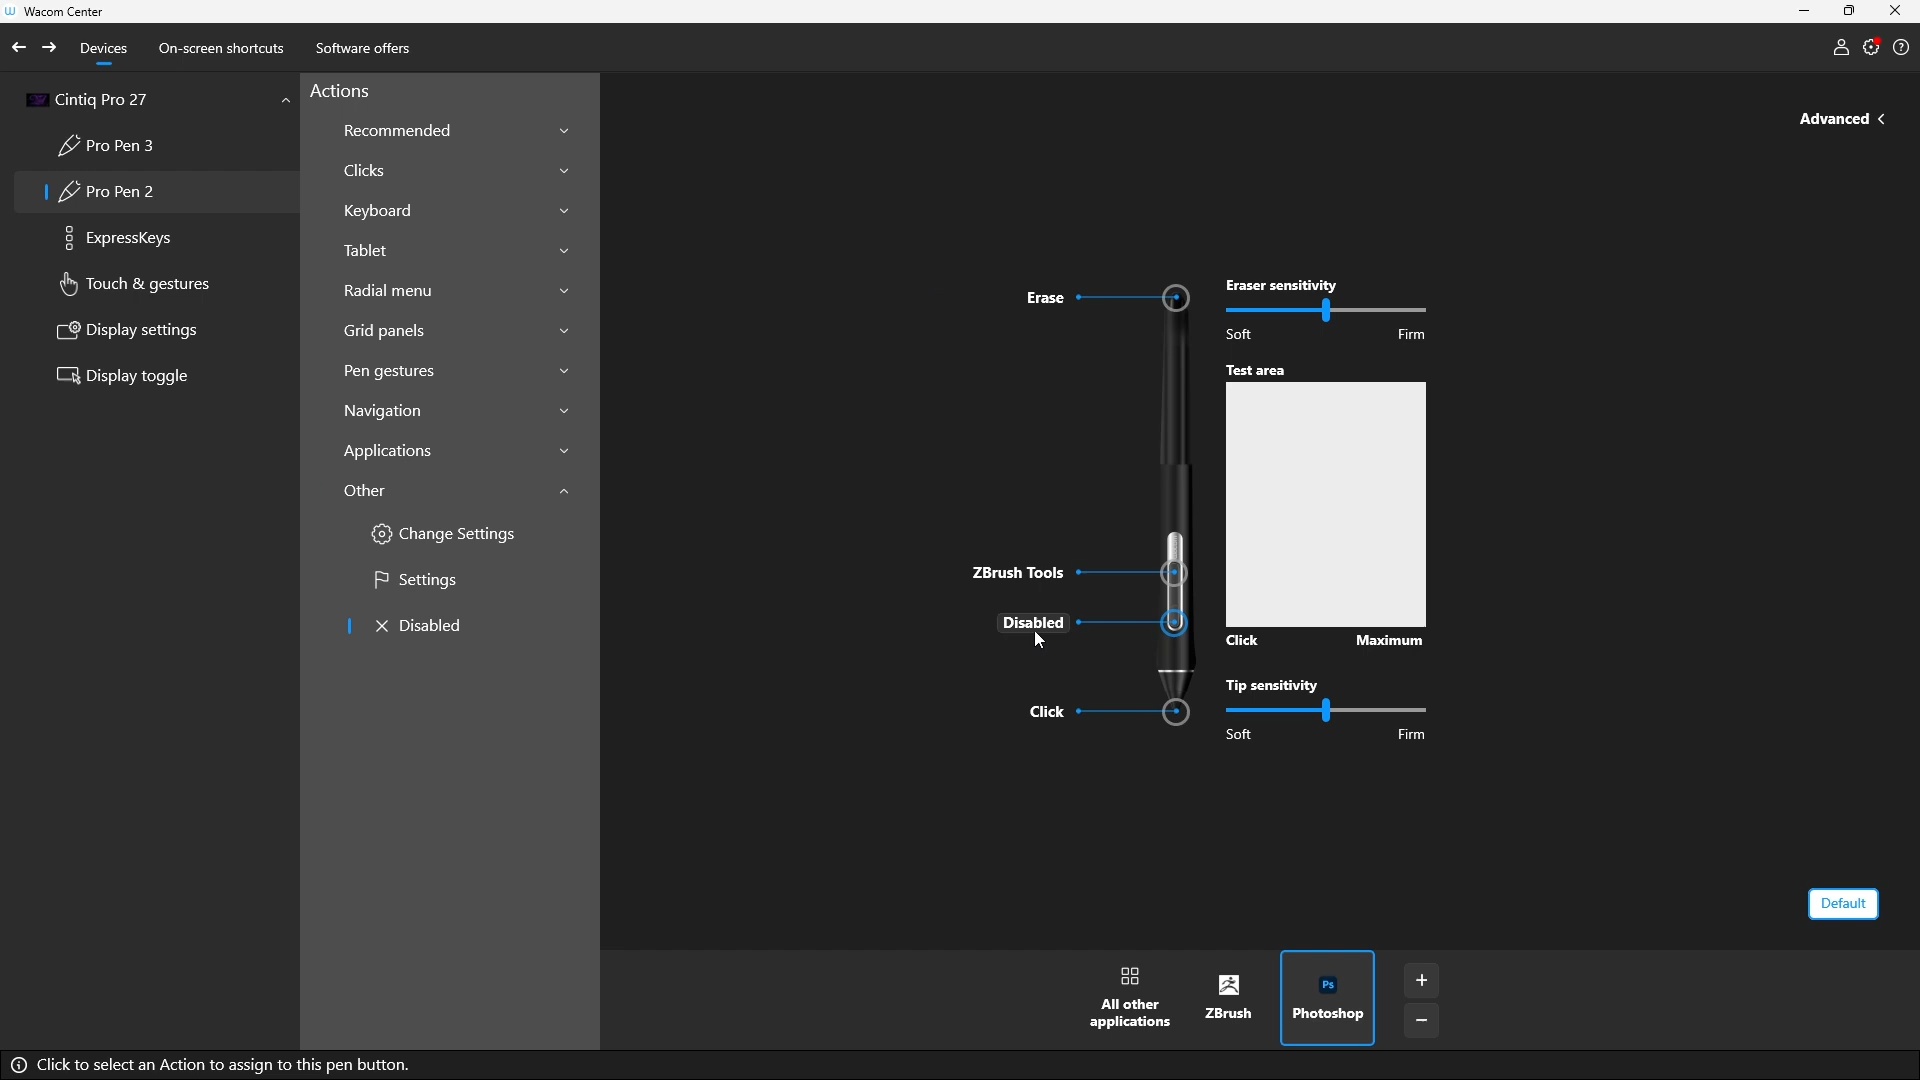 Wacom Center
Devices
On-screen shortcuts
Software offers
Cintiq Pro 27
Pro Pen 3
Pro Pen 2
ExpressKeys
Touch & gestures
Display settings
Display toggle
Actions
Recommended
Clicks
Keyboard
Tablet
Radial menu
Grid panels
Pen gestures
Navigation
Applications
Other
Change Settings
Settings
Disabled
Advanced
Erase
Eraser sensitivity
Soft Firm
Test area
ZBrush Tools
Disabled
Click Maximum
Click
Tip sensitivity
Soft Firm
Default
All other
applications
ZBrush
Ps
Photoshop
Click to select an Action to assign to this pen button.